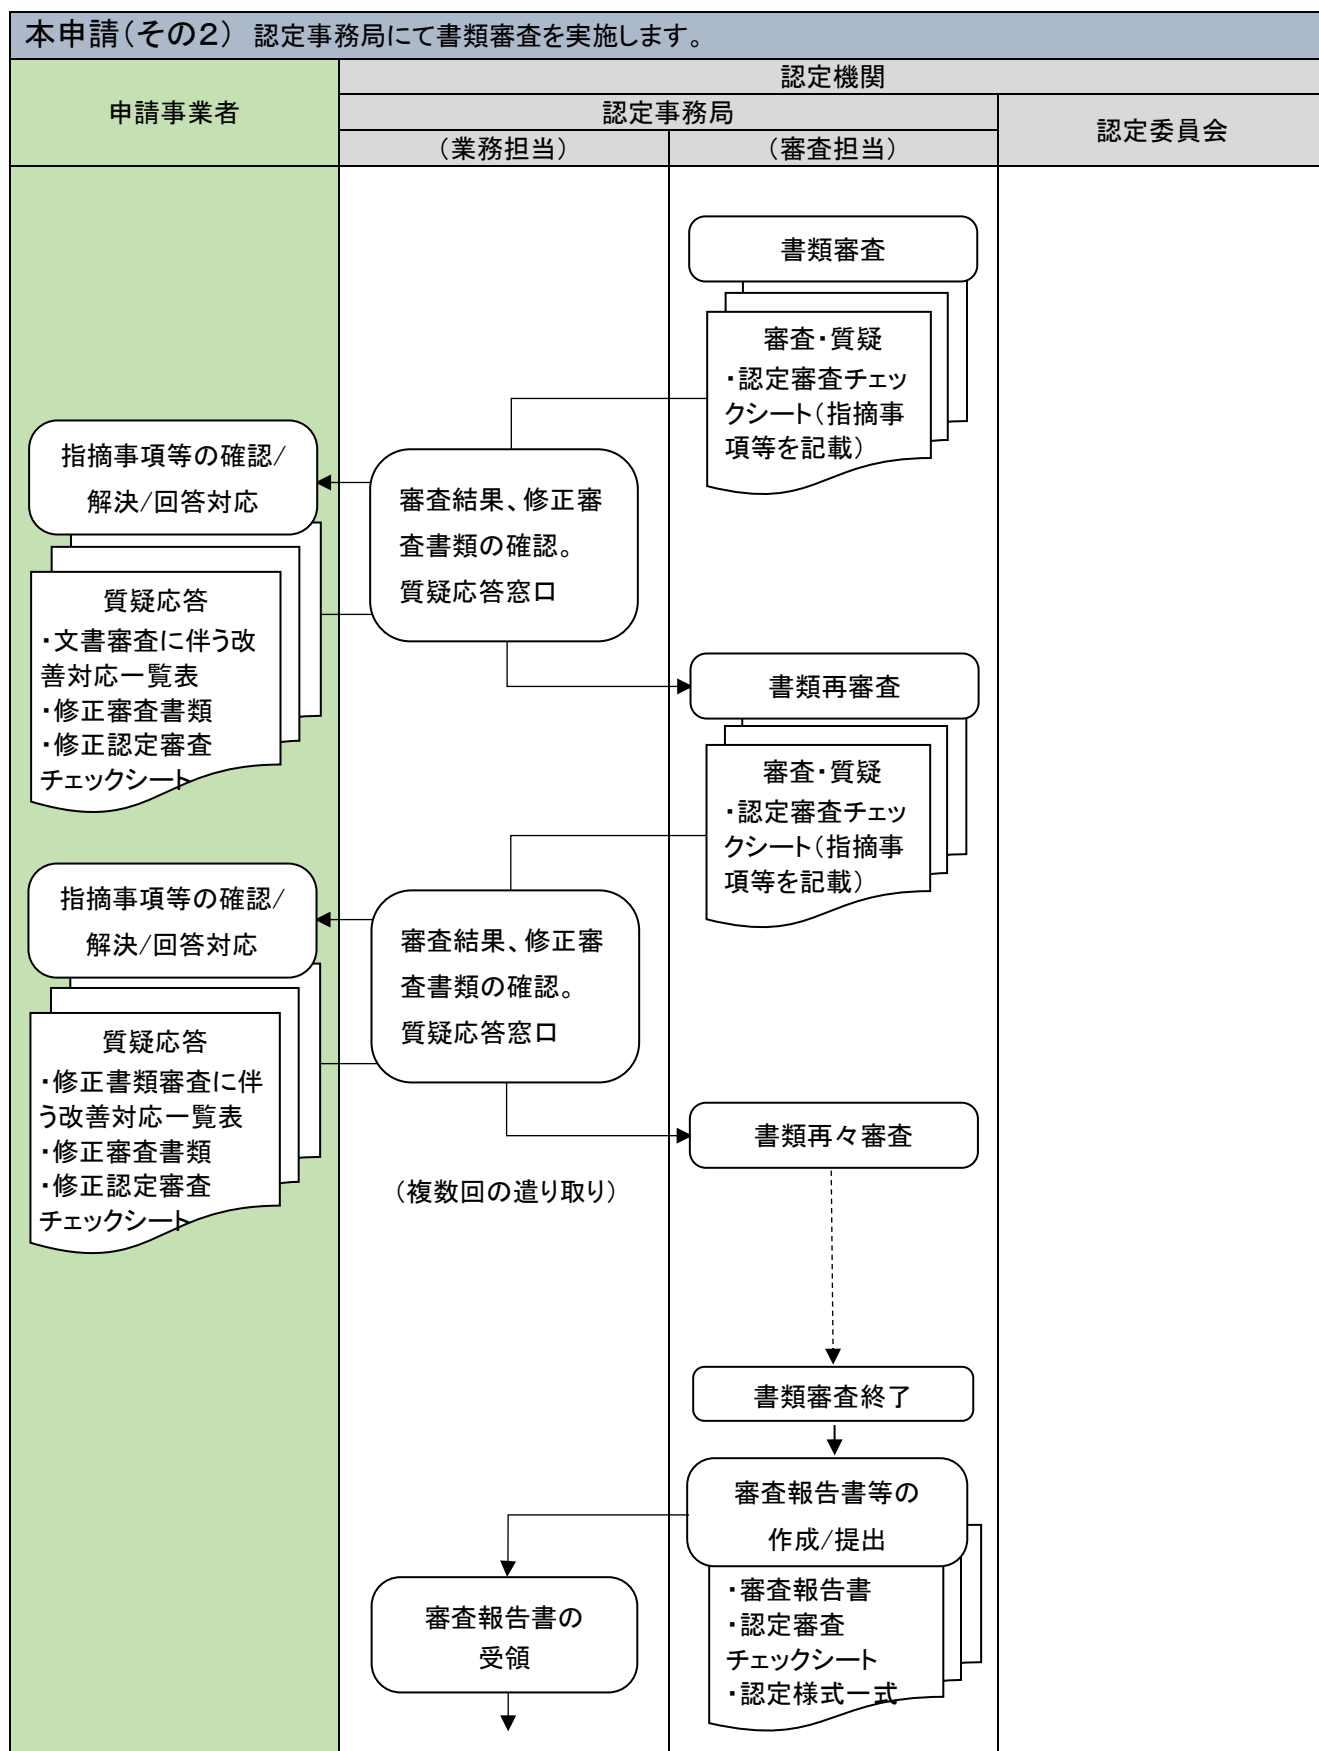 本申請（その２） 認定事務局にて書類審査を実施します。
申請事業者
認定機関
認定事務局
認定委員会
（業務担当）
（審査担当）
書類審査
審査・質疑
・認定審査チェッ
クシート（指摘事
項等を記載）
指摘事項等の確認/
解決/回答対応
審査結果、修正審
査書類の確認。
質疑応答窓口
質疑応答
・文書審査に伴う改
善対応一覧表
・修正審査書類
・修正認定審査
チェックシート
書類再審査
審査・質疑
・認定審査チェッ
クシート（指摘事
項等を記載）
指摘事項等の確認/
解決/回答対応
審査結果、修正審
査書類の確認。
質疑応答窓口
質疑応答
・修正書類審査に伴
う改善対応一覧表
・修正審査書類
・修正認定審査
チェックシート
書類再々審査
（複数回の遣り取り）
書類審査終了
審査報告書等の
作成/提出
・審査報告書
・認定審査
チェックシート
・認定様式一式
審査報告書の
受領